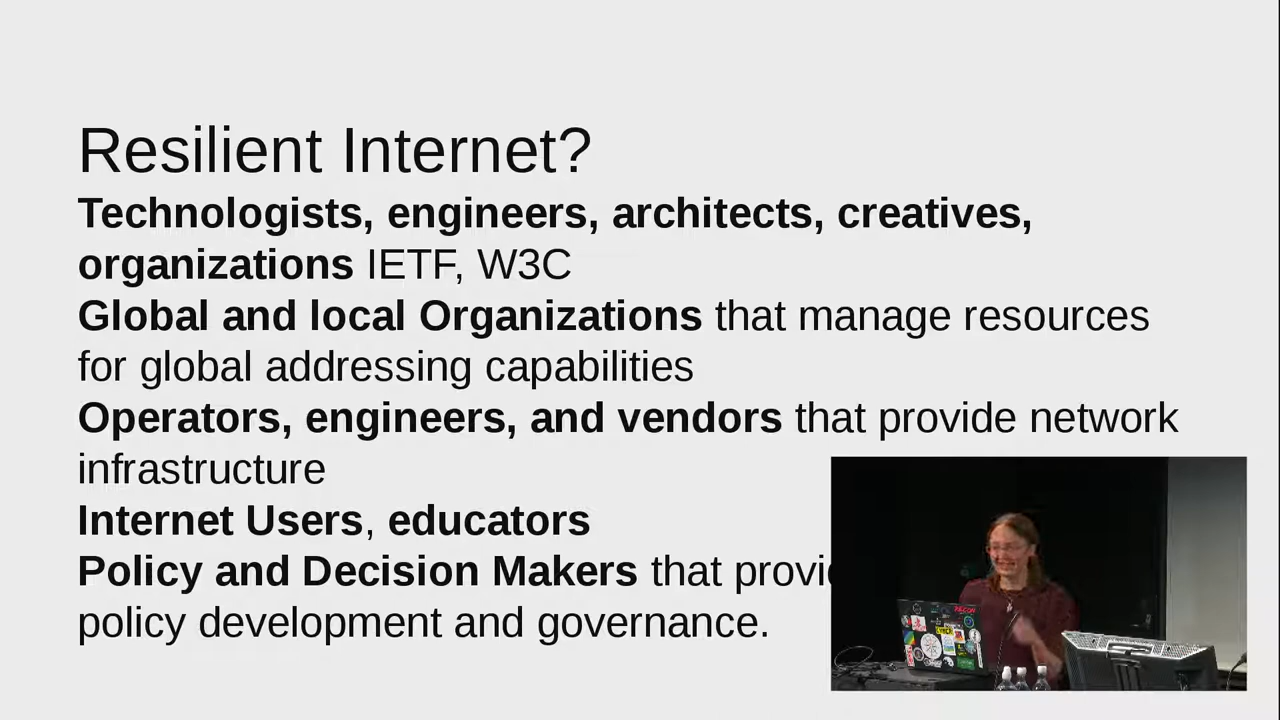 Resilient Internet?
Technologists, engineers, architects, creatives,
organizations IETF, W3C
Global and local Organizations that manage resources
for global addressing capabilities
Operators, engineers, and vendors that provide network
infrastructure
Internet Users, educators
Policy and Decision Makers that
policy development and governance.